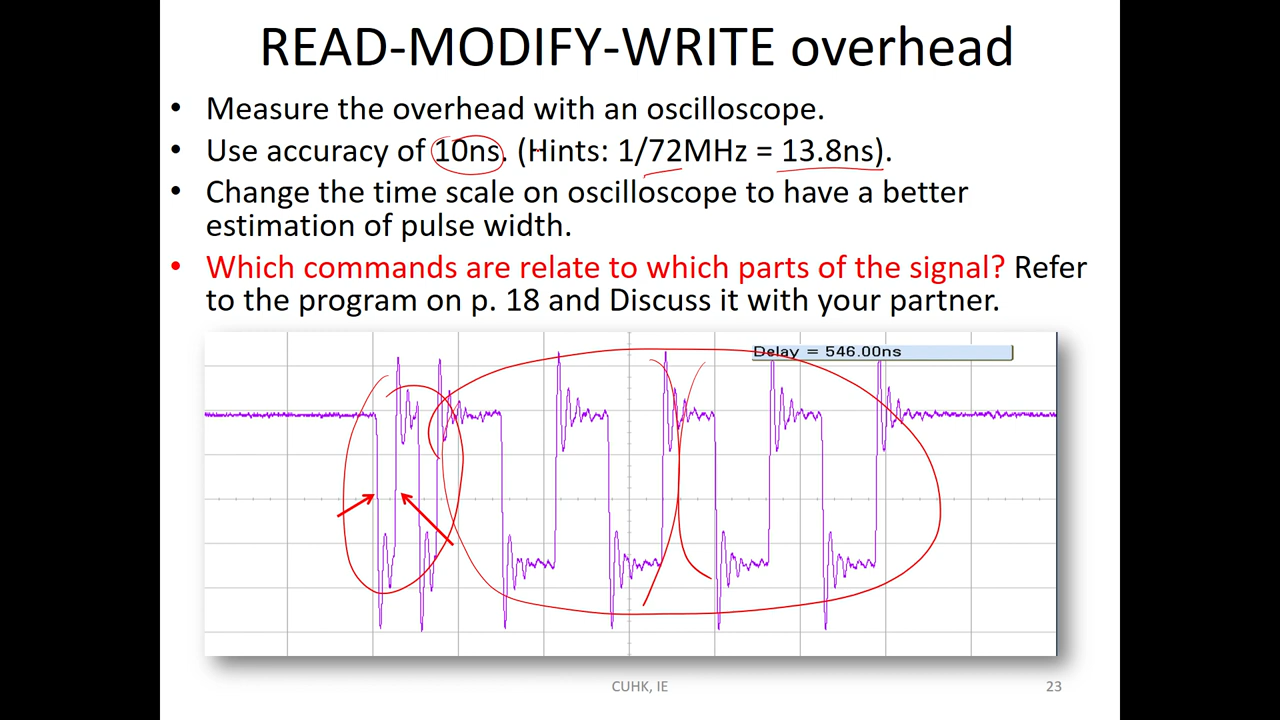 READ-MODIFY-WRITE overhead
• Measure the overhead with an oscilloscope.
• Use accuracy of 10ns. (Hints: 1/72MHz = 13.8ns).
• Change the time scale on oscilloscope to have a better
estimation of pulse width.
• Which commands are relate to which parts of the signal? Refer
to the program on p. 18 and Discuss it with your partner.
Delay = 546.00ns
CUHK, IE
23